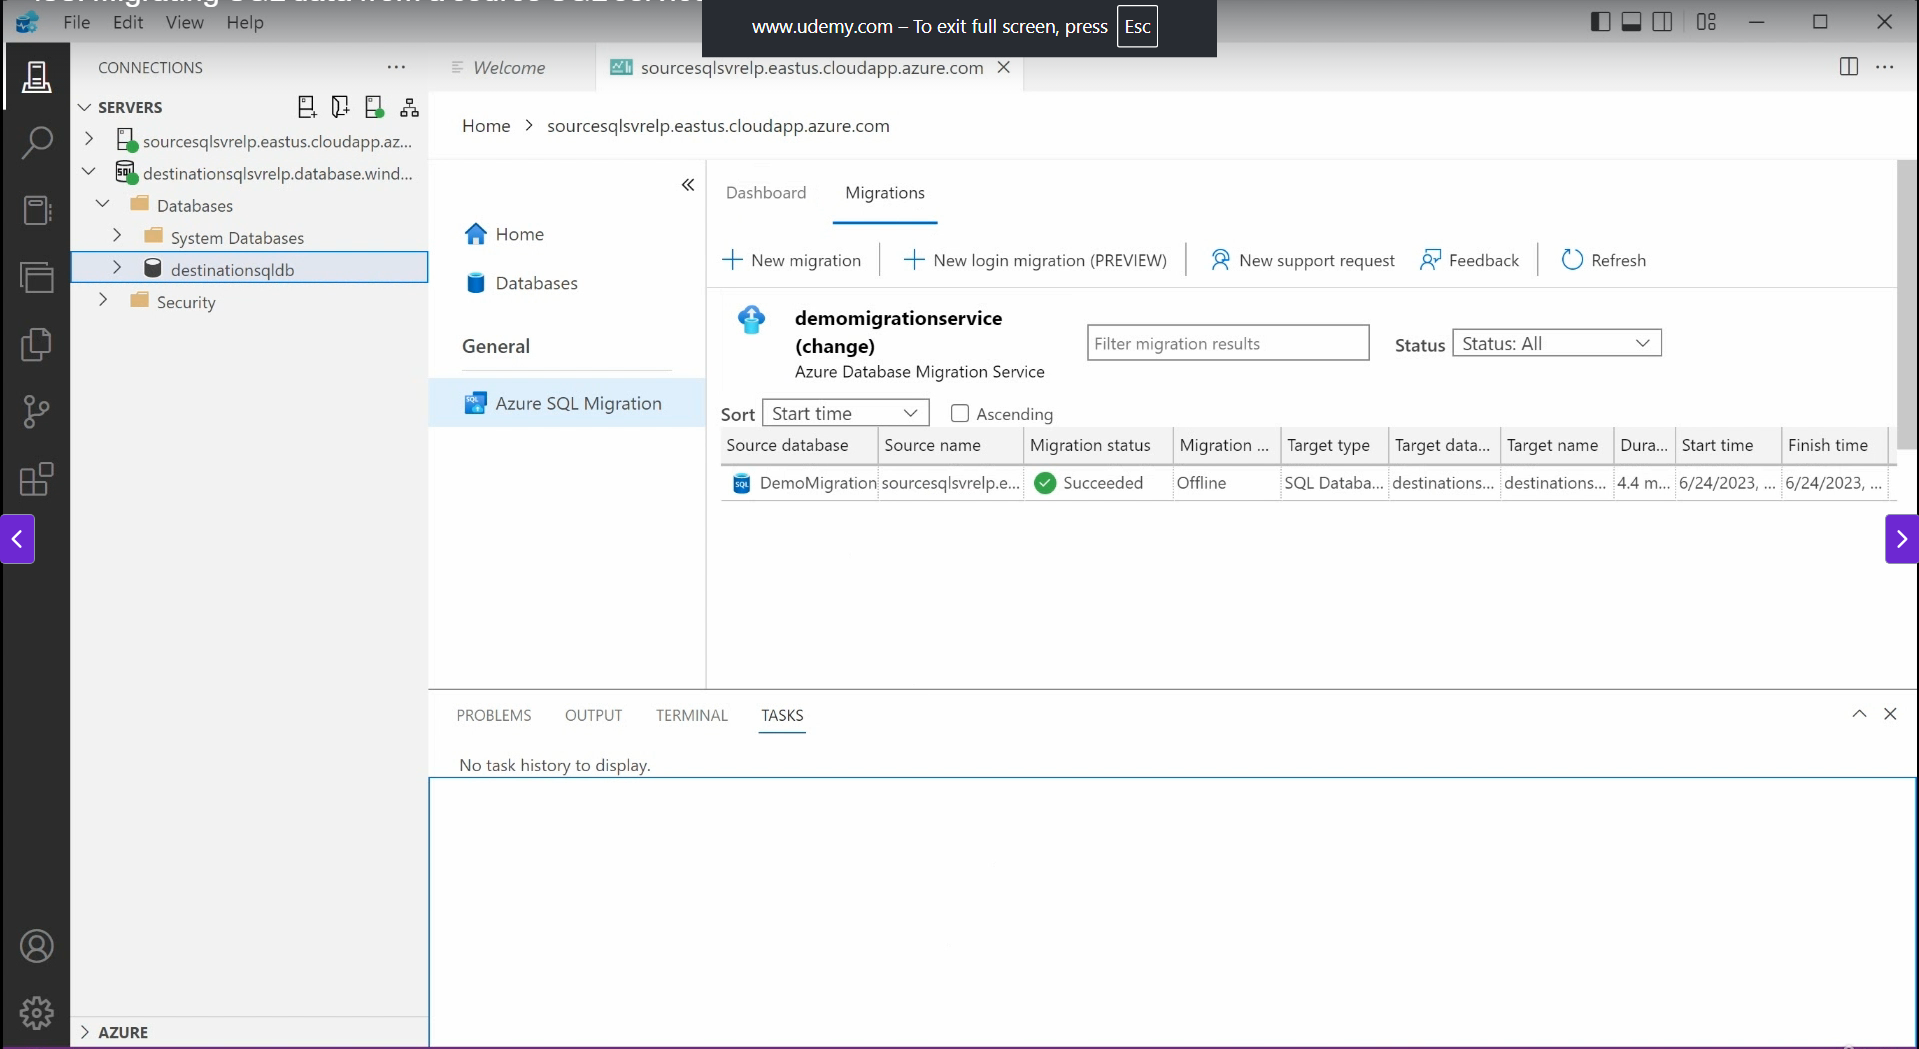 www.udemy.com – To exit full screen, press Esc
File Edit View Help
CONNECTIONS
SERVERS
sourcesqlsvrelp.eastus.cloudapp.az...
destinationsqlsvrelp.database.wind...
Databases
System Databases
destinationsqldb
Security
AZURE
Welcome
sourcesqlsvrelp.eastus.cloudapp.azure.com
Home > sourcesqlsvrelp.eastus.cloudapp.azure.com
Home
Databases
General
Azure SQL Migration
Dashboard Migrations
New migration New login migration (PREVIEW) New support request Feedback Refresh
demomigrationservice
(change)
Azure Database Migration Service
Filter migration results
Status Status: All
Sort Start time Ascending
Source database Source name Migration status Migration ... Target type Target data... Target name Dura... Start time Finish time
DemoMigration sourcesqlsvrelp.e... Succeeded Offline SQL Databa... destinations... destinations... 4.4 m... 6/24/2023, ... 6/24/2023, ...
PROBLEMS OUTPUT TERMINAL TASKS
No task history to display.